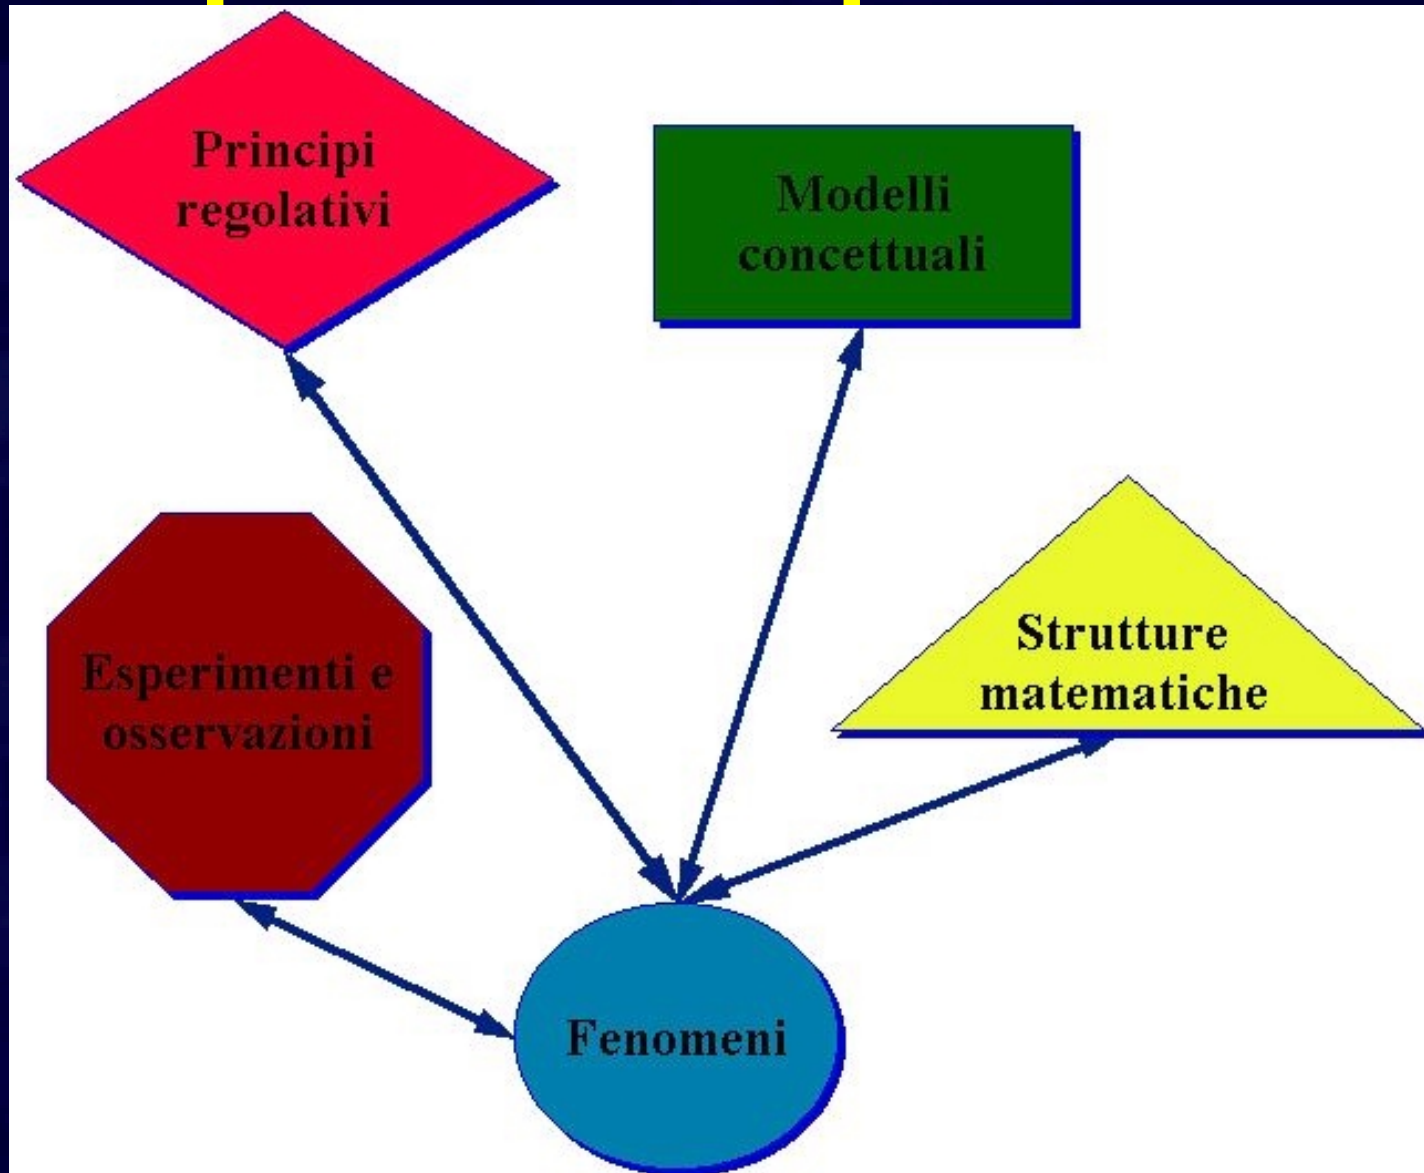 Principi
regolativi
Modelli
concettuali
Esperimenti e
osservazioni
Strutture
matematiche
Fenomeni